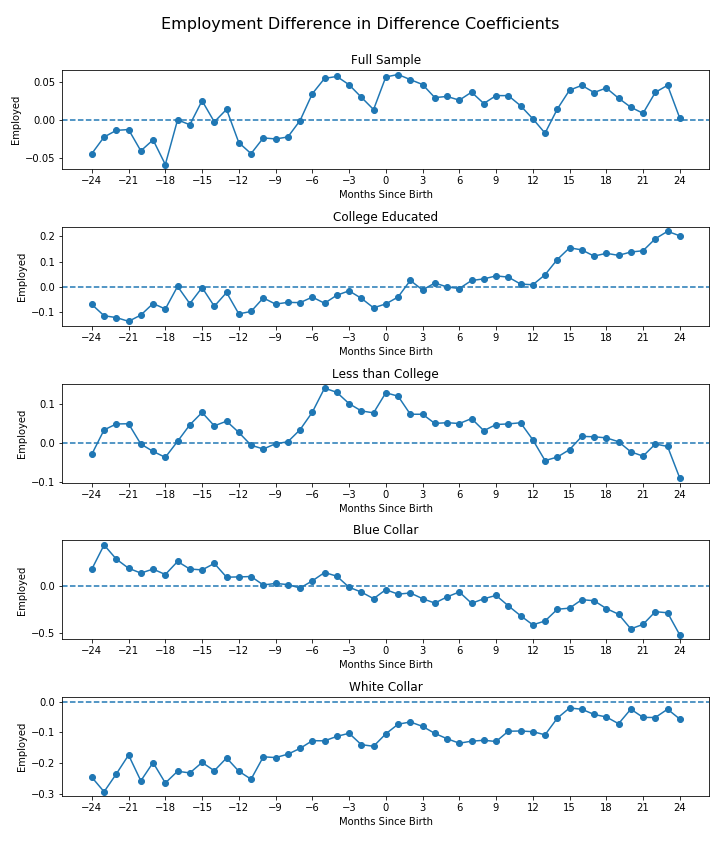 Employment Difference in Difference Coefficients
Full Sample
Employed
0.05
0.00
−0.05
−24 −21 −18 −15 −12 −9 −6 −3 0 3 6 9 12 15 18 21 24
Months Since Birth
College Educated
Employed
0.2
0.1
0.0
−0.1
−24 −21 −18 −15 −12 −9 −6 −3 0 3 6 9 12 15 18 21 24
Months Since Birth
Less than College
Employed
0.1
0.0
−0.1
−24 −21 −18 −15 −12 −9 −6 −3 0 3 6 9 12 15 18 21 24
Months Since Birth
Blue Collar
Employed
0.0
−0.5
−24 −21 −18 −15 −12 −9 −6 −3 0 3 6 9 12 15 18 21 24
Months Since Birth
White Collar
Employed
0.0
−0.1
−0.2
−0.3
−24 −21 −18 −15 −12 −9 −6 −3 0 3 6 9 12 15 18 21 24
Months Since Birth